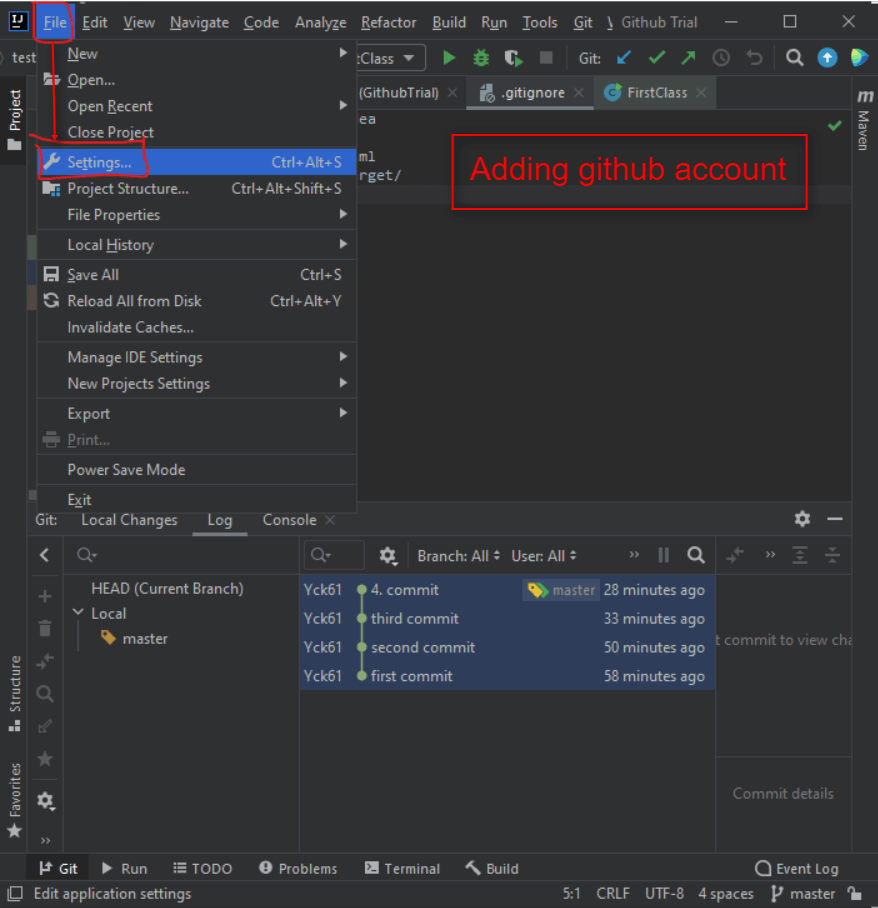 IJ File Edit View Navigate Code Analyze Refactor Build Run Tools Git Github Trial
test
tClass Git:
New
Open...
Open Recent
Close Project
Settings... Ctrl+Alt+S
Project Structure... Ctrl+Alt+Shift+S
File Properties
Local History
Save All Ctrl+S
Reload All from Disk Ctrl+Alt+Y
Invalidate Caches...
Manage IDE Settings
New Projects Settings
Export
Print...
Power Save Mode
Exit
(GithubTrial) .gitignore FirstClass
ea
ml
rget/
Adding github account
Project
m Maven
Git: Local Changes Log Console
Branch: All User: All
HEAD (Current Branch)
Local
master
Yck61 4. commit master 28 minutes ago
Yck61 third commit 33 minutes ago
Yck61 second commit 50 minutes ago
Yck61 first commit 58 minutes ago
t commit to view cha
Commit details
Structure
Favorites
Git Run TODO Problems Terminal Build Event Log
Edit application settings 5:1 CRLF UTF-8 4 spaces master